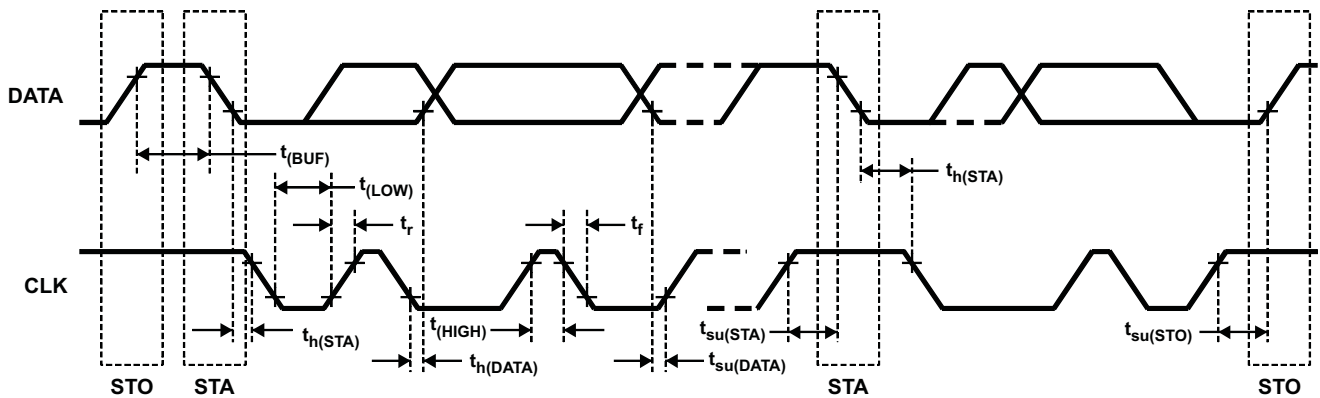 DATA
t(BUF)
t(LOW)
th(STA)
tr
tf
CLK
th(STA)
t(HIGH)
th(DATA)
tsu(DATA)
tsu(STA)
tsu(STO)
STO
STA
STA
STO